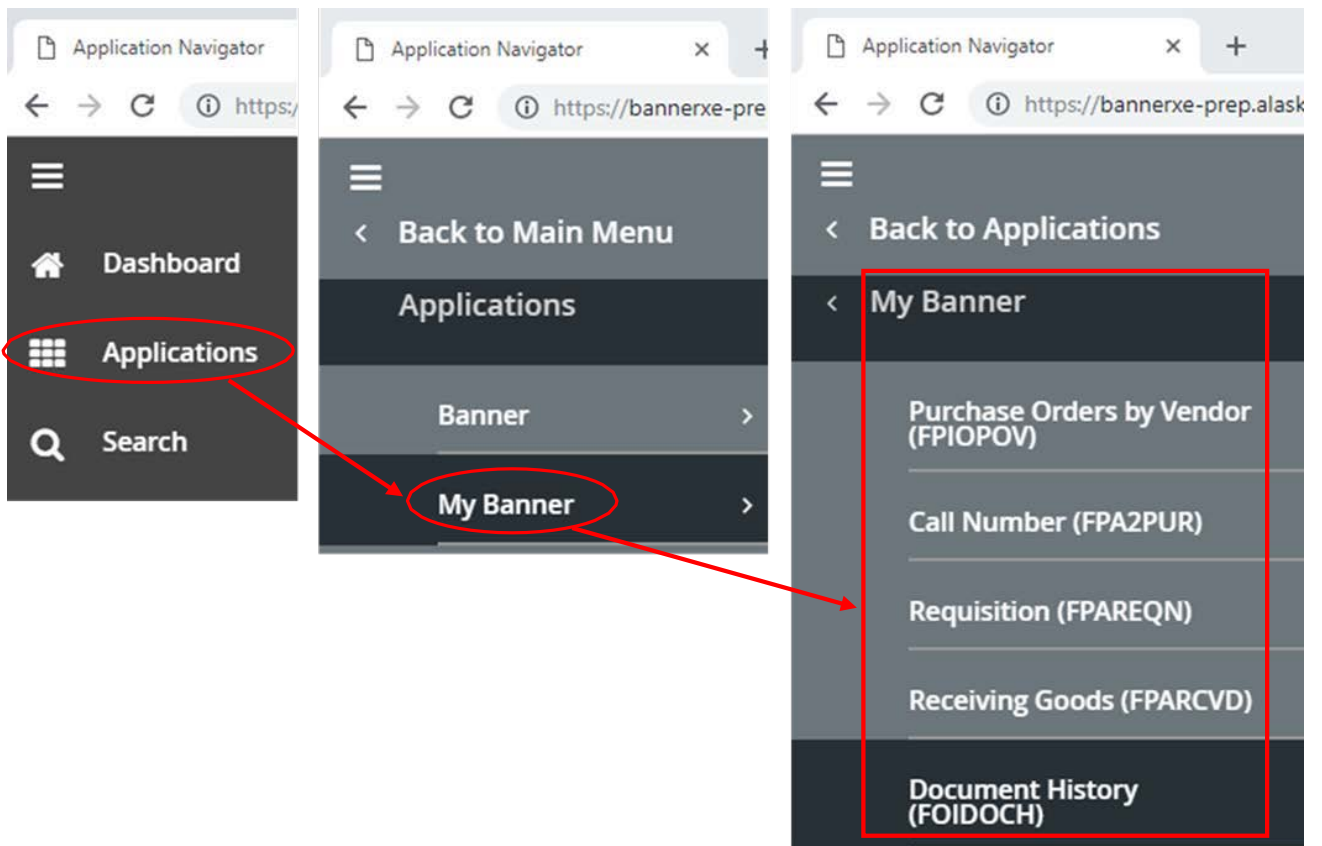 Application Navigator
https:/
Dashboard
Applications
Search
Application Navigator
https://bannerxe-pre
Back to Main Menu
Applications
Banner
My Banner
Application Navigator
https://bannerxe-prep.alask
Back to Applications
My Banner
Purchase Orders by Vendor
(FPIOPOV)
Call Number (FPA2PUR)
Requisition (FPAREQN)
Receiving Goods (FPARCVD)
Document History
(FOIDOCH)